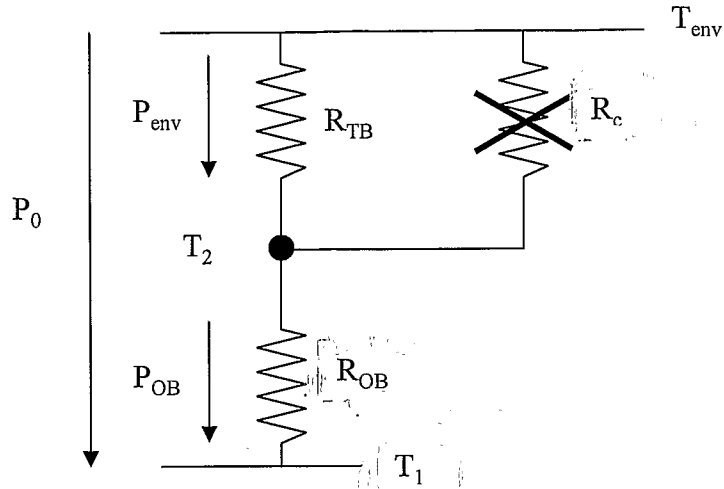 T_env
P_env
R_TB
R_c
P_0
T_2
P_OB
R_OB
T_1